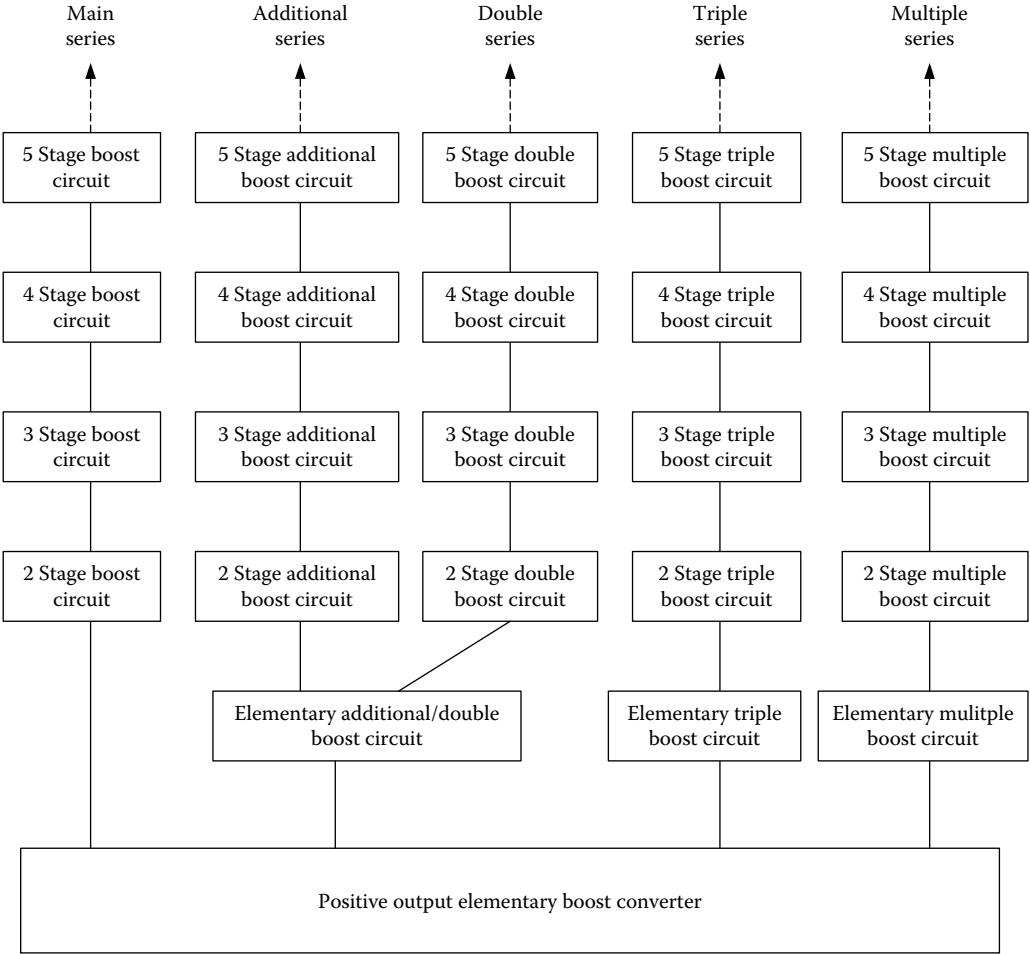 Main
series
Additional
series
Double
series
Triple
series
Multiple
series
5 Stage boost
circuit
5 Stage additional
boost circuit
5 Stage double
boost circuit
5 Stage triple
boost circuit
5 Stage multiple
boost circuit
4 Stage boost
circuit
4 Stage additional
boost circuit
4 Stage double
boost circuit
4 Stage triple
boost circuit
4 Stage multiple
boost circuit
3 Stage boost
circuit
3 Stage additional
boost circuit
3 Stage double
boost circuit
3 Stage triple
boost circuit
3 Stage multiple
boost circuit
2 Stage boost
circuit
2 Stage additional
boost circuit
2 Stage double
boost circuit
2 Stage triple
boost circuit
2 Stage multiple
boost circuit
Elementary additional/double
boost circuit
Elementary triple
boost circuit
Elementary mulitple
boost circuit
Positive output elementary boost converter